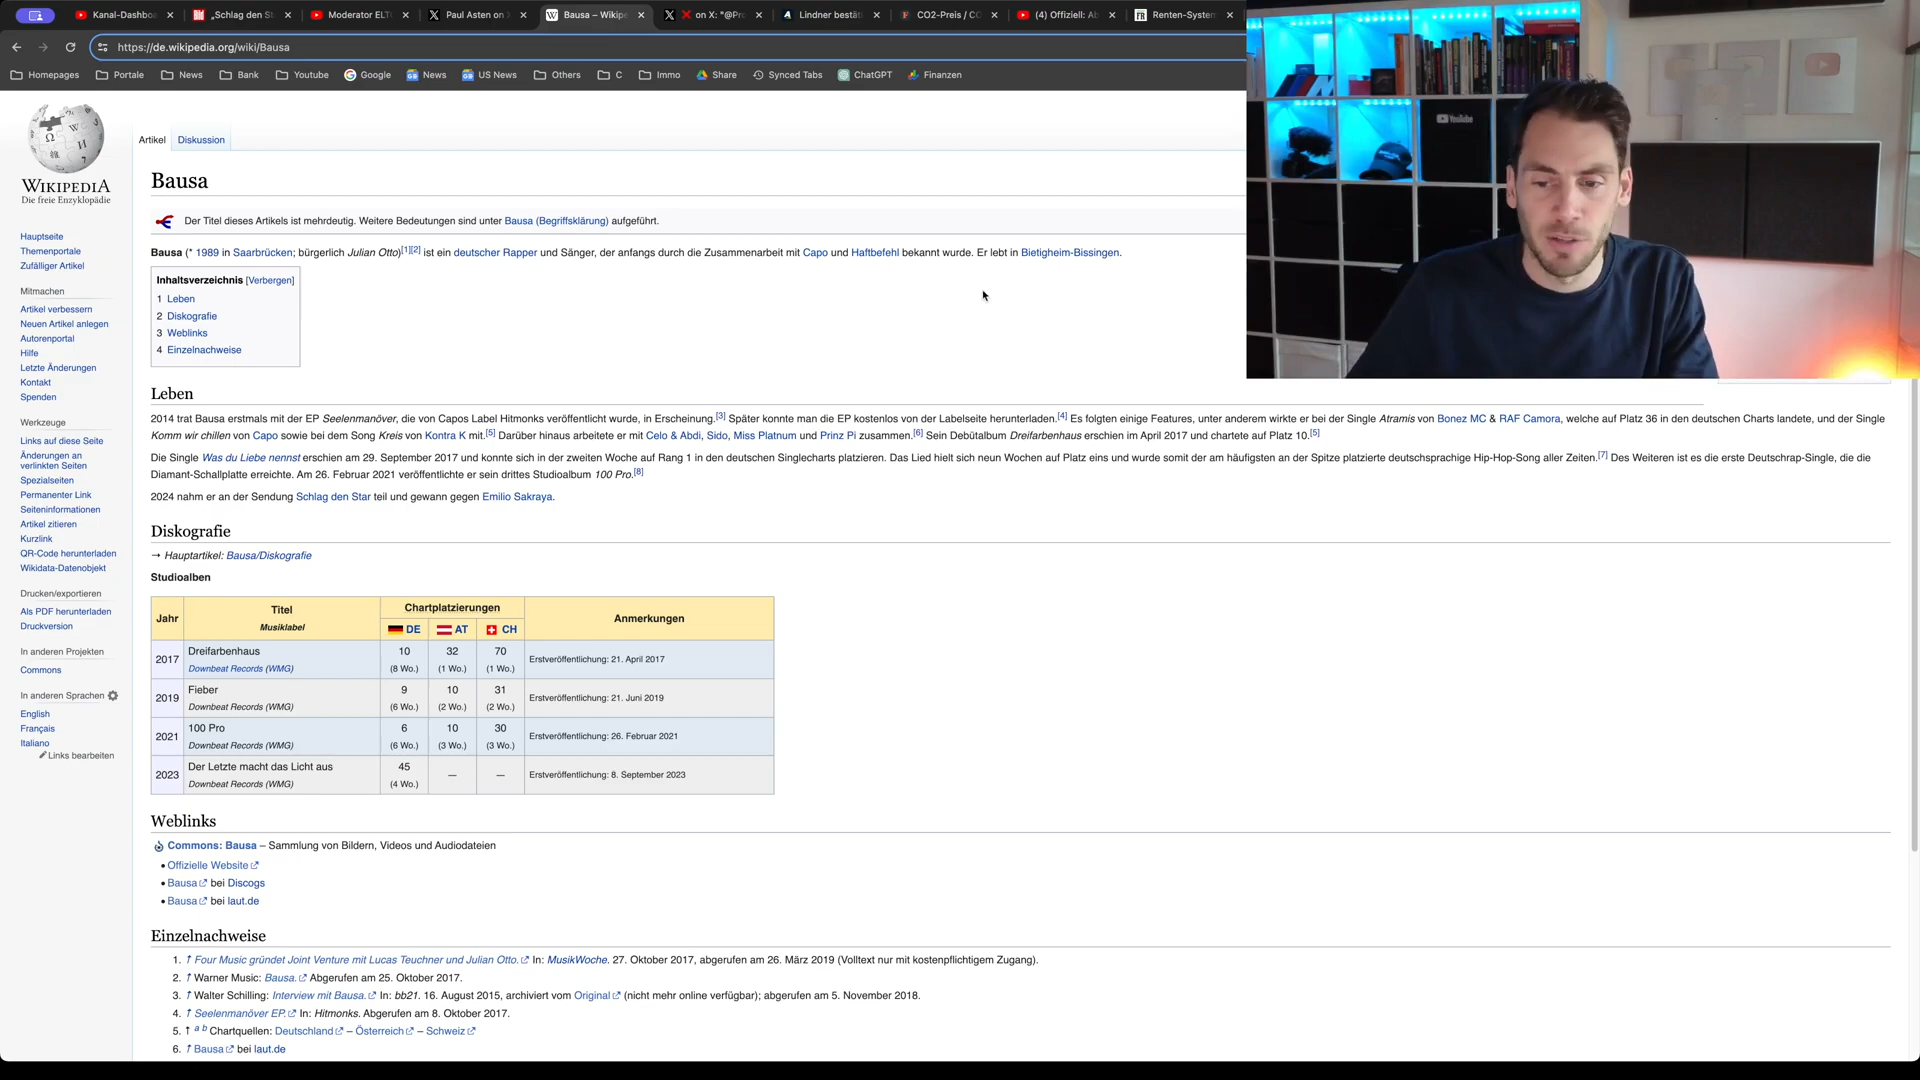 Kanal-Dashbo
„Schlag den St
Moderator ELT
Paul Asten on
Bausa – Wikipe
on X: "@Pro
Lindner bestäti
CO2-Preis / CO
(4) Offiziell: Ab
Renten-System
https://de.wikipedia.org/wiki/Bausa
Homepages Portale News Bank Youtube Google News US News Others C Immo Share Synced Tabs ChatGPT Finanzen
WIKIPEDIA
Die freie Enzyklopädie
Hauptseite
Themenportale
Zufälliger Artikel
Mitmachen
Artikel verbessern
Neuen Artikel anlegen
Autorenportal
Hilfe
Letzte Änderungen
Kontakt
Spenden
Werkzeuge
Links auf diese Seite
Änderungen an
verlinkten Seiten
Spezialseiten
Permanenter Link
Seiteninformationen
Artikel zitieren
Kurzlink
QR-Code herunterladen
Wikidata-Datenobjekt
Drucken/exportieren
Als PDF herunterladen
Druckversion
In anderen Projekten
Commons
In anderen Sprachen
English
Français
Italiano
Links bearbeiten
Artikel Diskussion
Bausa
Der Titel dieses Artikels ist mehrdeutig. Weitere Bedeutungen sind unter Bausa (Begriffsklärung) aufgeführt.
Bausa (* 1989 in Saarbrücken; bürgerlich Julian Otto)[1][2] ist ein deutscher Rapper und Sänger, der anfangs durch die Zusammenarbeit mit Capo und Haftbefehl bekannt wurde. Er lebt in Bietigheim-Bissingen.
Inhaltsverzeichnis [Verbergen]
1 Leben
2 Diskografie
3 Weblinks
4 Einzelnachweise
Leben
2014 trat Bausa erstmals mit der EP Seelenmanöver, die von Capos Label Hitmonks veröffentlicht wurde, in Erscheinung.[3] Später konnte man die EP kostenlos von der Labelseite herunterladen.[4] Es folgten einige Features, unter anderem wirkte er bei der Single Atramis von Bonez MC & RAF Camora, welche auf Platz 36 in den deutschen Charts landete, und der Single
Komm wir chillen von Capo sowie bei dem Song Kreis von Kontra K mit.[5] Darüber hinaus arbeitete er mit Celo & Abdi, Sido, Miss Platnum und Prinz Pi zusammen.[6] Sein Debütalbum Dreifarbenhaus erschien im April 2017 und chartete auf Platz 10.[5]
Die Single Was du Liebe nennst erschien am 29. September 2017 und konnte sich in der zweiten Woche auf Rang 1 in den deutschen Singlecharts platzieren. Das Lied hielt sich neun Wochen auf Platz eins und wurde somit der am häufigsten an der Spitze platzierte deutschsprachige Hip-Hop-Song aller Zeiten.[7] Des Weiteren ist es die erste Deutschrap-Single, die die
Diamant-Schallplatte erreichte. Am 26. Februar 2021 veröffentlichte er sein drittes Studioalbum 100 Pro.[8]
2024 nahm er an der Sendung Schlag den Star teil und gewann gegen Emilio Sakraya.
Diskografie
→ Hauptartikel: Bausa/Diskografie
Studioalben
Jahr Titel Musiklabel Chartplatzierungen Anmerkungen
DE AT CH
2017 Dreifarbenhaus 10 32 70 Erstveröffentlichung: 21. April 2017
Downbeat Records (WMG) (8 Wo.) (1 Wo.) (1 Wo.)
2019 Fieber 9 10 31 Erstveröffentlichung: 21. Juni 2019
Downbeat Records (WMG) (6 Wo.) (2 Wo.) (2 Wo.)
2021 100 Pro 6 10 30 Erstveröffentlichung: 26. Februar 2021
Downbeat Records (WMG) (6 Wo.) (3 Wo.) (3 Wo.)
2023 Der Letzte macht das Licht aus 45 — — Erstveröffentlichung: 8. September 2023
Downbeat Records (WMG) (4 Wo.)
Weblinks
Commons: Bausa – Sammlung von Bildern, Videos und Audiodateien
• Offizielle Website
• Bausa bei Discogs
• Bausa bei laut.de
Einzelnachweise
1. ↑ Four Music gründet Joint Venture mit Lucas Teuchner und Julian Otto. In: MusikWoche. 27. Oktober 2017, abgerufen am 26. März 2019 (Volltext nur mit kostenpflichtigem Zugang).
2. ↑ Warner Music: Bausa. Abgerufen am 25. Oktober 2017.
3. ↑ Walter Schilling: Interview mit Bausa. In: bb21. 16. August 2015, archiviert vom Original (nicht mehr online verfügbar); abgerufen am 5. November 2018.
4. ↑ Seelenmanöver EP. In: Hitmonks. Abgerufen am 8. Oktober 2017.
5. ↑ a b Chartquellen: Deutschland – Österreich – Schweiz
6. ↑ Bausa bei laut.de
YouTube